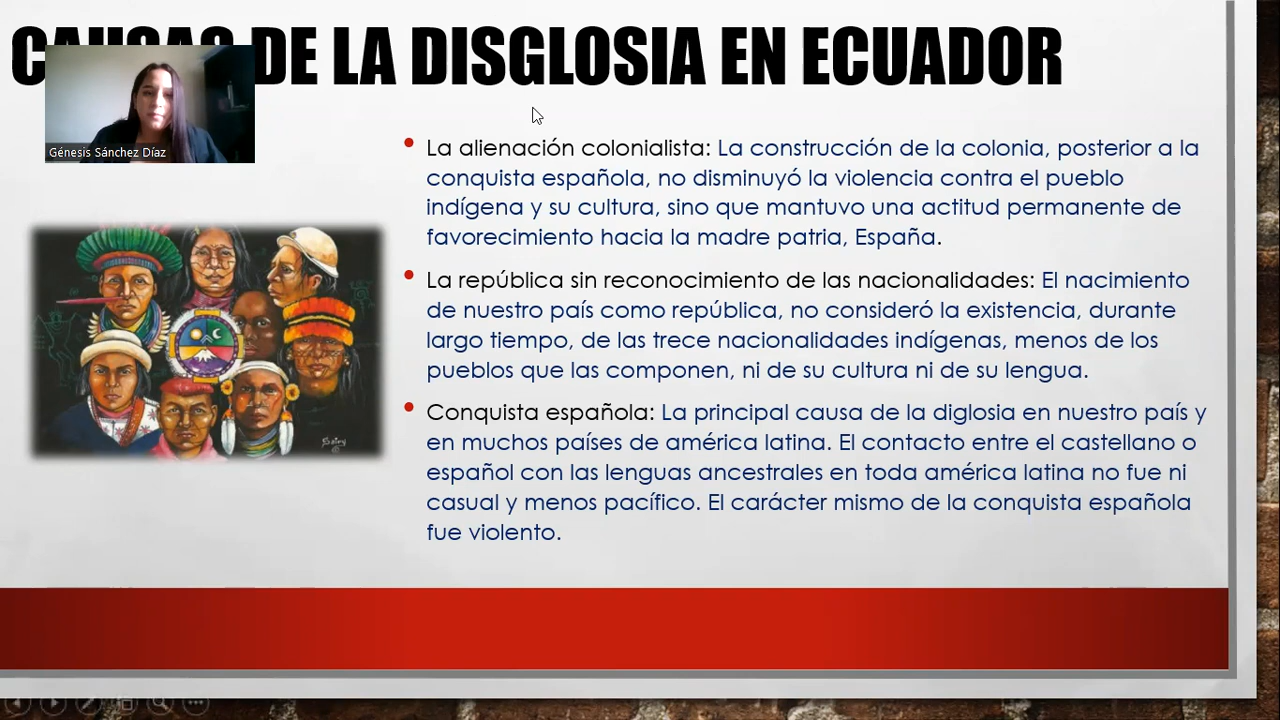 DE LA DISGLOSIA EN ECUADOR
Génesis Sánchez Díaz
La alienación colonialista: La construcción de la colonia, posterior a la
conquista española, no disminuyó la violencia contra el pueblo
indígena y su cultura, sino que mantuvo una actitud permanente de
favorecimiento hacia la madre patria, España.
La república sin reconocimiento de las nacionalidades: El nacimiento
de nuestro país como república, no consideró la existencia, durante
largo tiempo, de las trece nacionalidades indígenas, menos de los
pueblos que las componen, ni de su cultura ni de su lengua.
Conquista española: La principal causa de la diglosia en nuestro país y
en muchos países de américa latina. El contacto entre el castellano o
español con las lenguas ancestrales en toda américa latina no fue ni
casual y menos pacífico. El carácter mismo de la conquista española
fue violento.